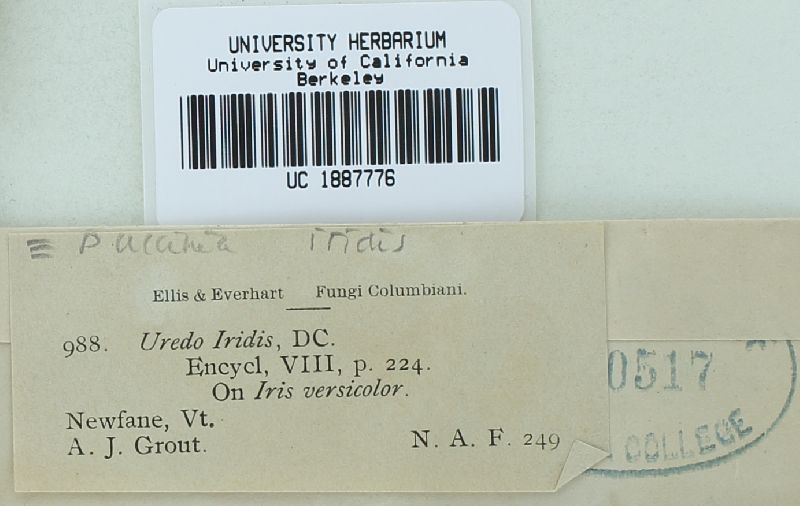 UNIVERSITY HERBARIUM
University of California
Berkeley
UC 1887776
≡ Puccinia iridis
Ellis & Everhart Fungi Columbiani.
988. Uredo Iridis, DC.
Encycl, VIII, p. 224.
On Iris versicolor.
Newfane, Vt.
A. J. Grout.
N. A. F. 249
0517
COLLEGE